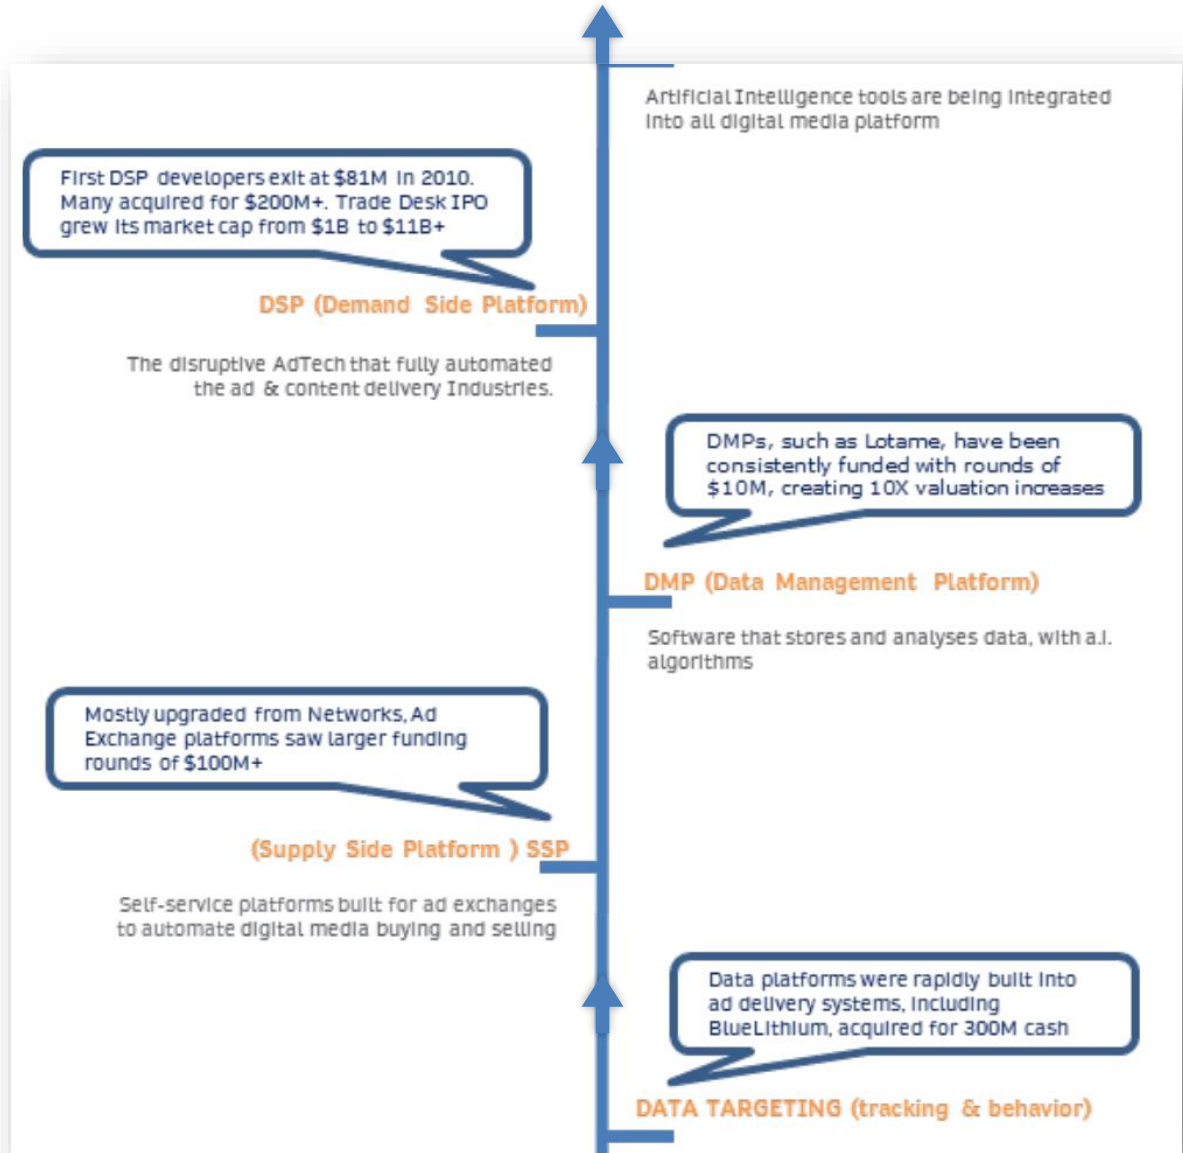 Artificial Intelligence tools are being integrated
into all digital media platform
First DSP developers exit at $81M in 2010.
Many acquired for $200M+. Trade Desk IPO
grew its market cap from $1B to $11B+
DSP (Demand Side Platform)
The disruptive AdTech that fully automated
the ad & content delivery Industries.
DMPs, such as Lotame, have been
consistently funded with rounds of
$10M, creating 10X valuation increases
DMP (Data Management Platform)
Software that stores and analyses data, with a.i.
algorithms
Mostly upgraded from Networks, Ad
Exchange platforms saw larger funding
rounds of $100M+
(Supply Side Platform ) SSP
Self-service platforms built for ad exchanges
to automate digital media buying and selling
Data platforms were rapidly built into
ad delivery systems, including
BlueLithium, acquired for 300M cash
DATA TARGETING (tracking & behavior)